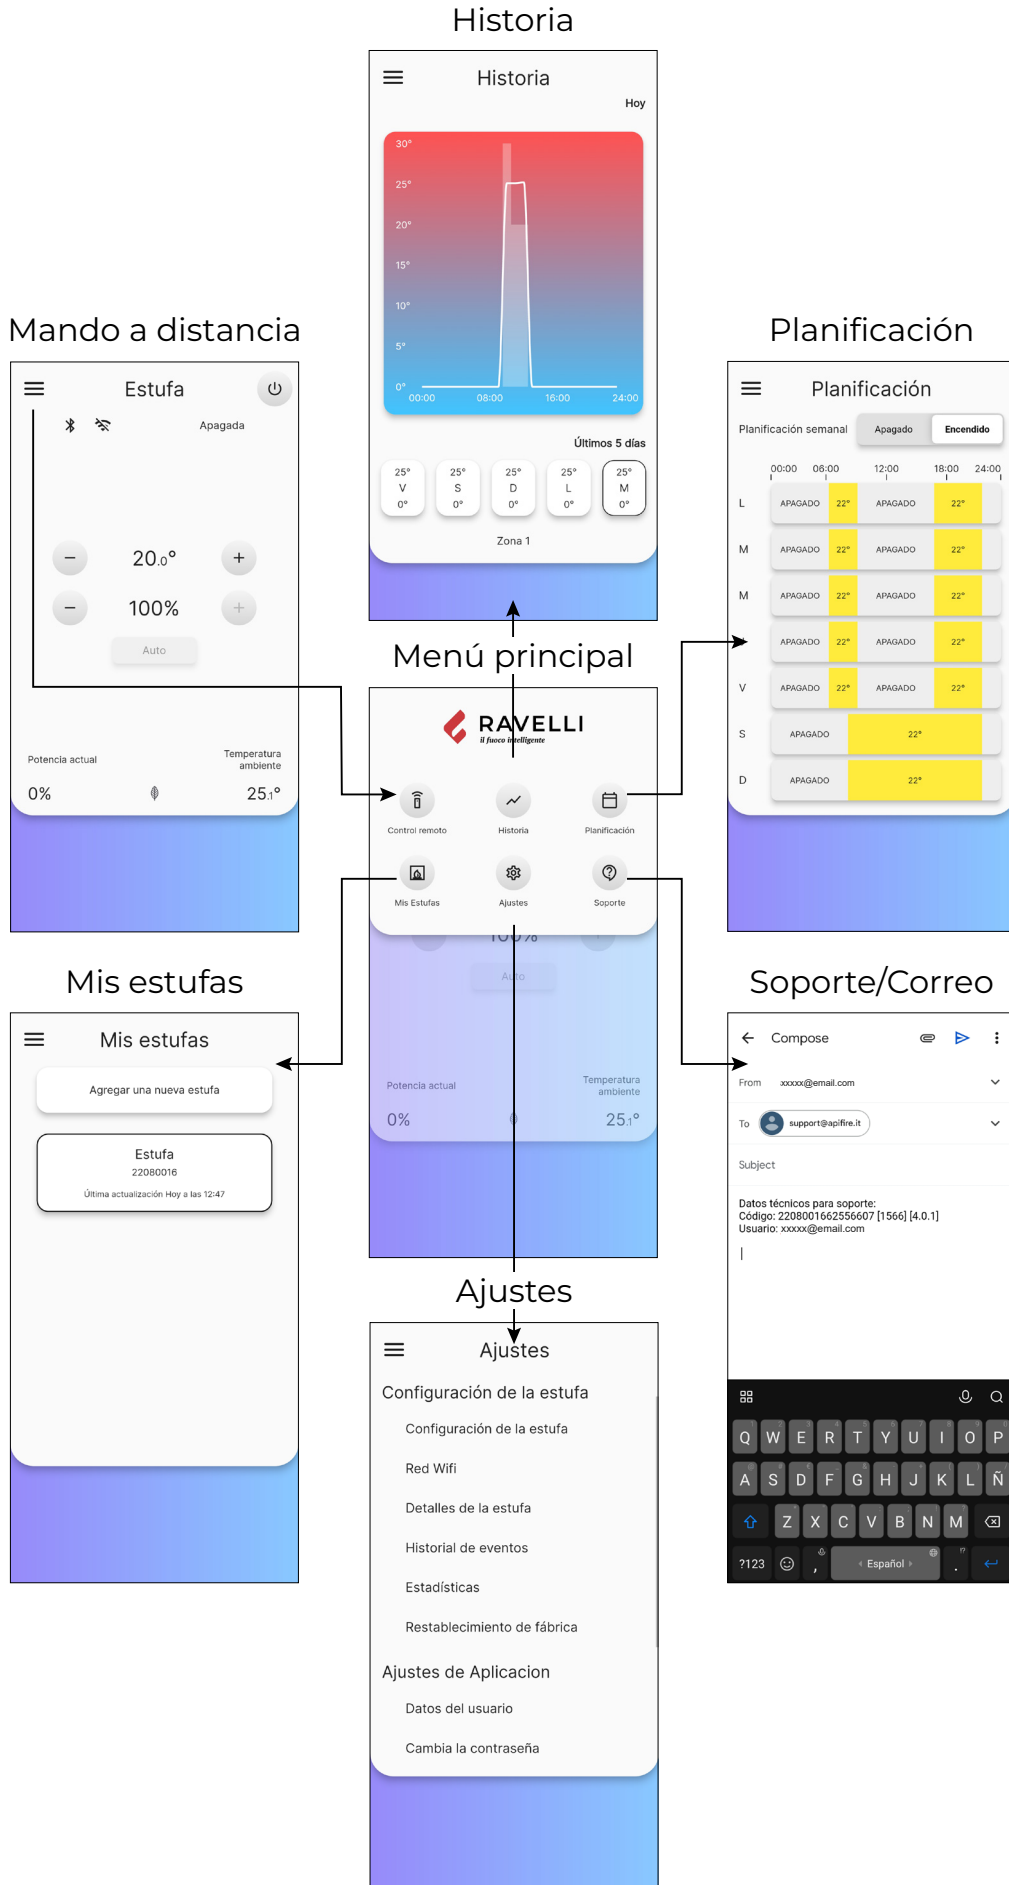 Historia
Historia
Hoy
30°
25°
20°
15°
10°
5°
0°
00:00 08:00 16:00 24:00
Últimos 5 días
25° 25° 25° 25° 25°
V S D L M
0° 0° 0° 0° 0°
Zona 1
Mando a distancia
Estufa
Apagada
20.0°
100%
Auto
Potencia actual
Temperatura
ambiente
0%
25.1°
Planificación
Planificación
Planificación semanal Apagado Encendido
00:00 06:00 12:00 18:00 24:00
L APAGADO 22° APAGADO 22°
M APAGADO 22° APAGADO 22°
M APAGADO 22° APAGADO 22°
APAGADO 22° APAGADO 22°
V APAGADO 22° APAGADO 22°
S APAGADO 22°
D APAGADO 22°
Menú principal
RAVELLI
il fuoco intelligente
Control remoto Historia Planificación
Mis Estufas Ajustes Soporte
100%
Auto
Potencia actual
Temperatura
ambiente
0%
25.1°
Mis estufas
Mis estufas
Agregar una nueva estufa
Estufa
22080016
Última actualización Hoy a las 12:47
Soporte/Correo
Compose
From xxxxx@email.com
To support@apifire.it
Subject
Datos técnicos para soporte:
Código: 2208001662556607 [1566] [4.0.1]
Usuario: xxxxx@email.com
Q W E R T Y U I O P
A S D F G H J K L Ñ
Z X C V B N M
?123 , Español .
Ajustes
Ajustes
Configuración de la estufa
Configuración de la estufa
Red Wifi
Detalles de la estufa
Historial de eventos
Estadísticas
Restablecimiento de fábrica
Ajustes de Aplicacion
Datos del usuario
Cambia la contraseña